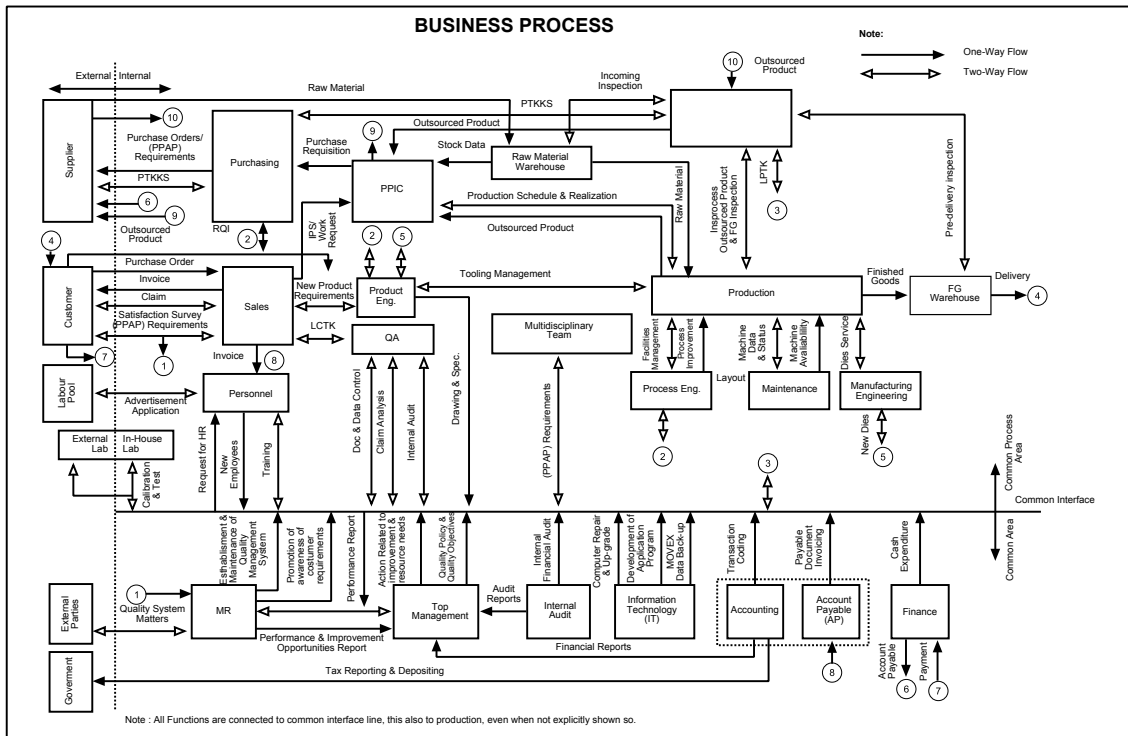 BUSINESS PROCESS
Note:
One-Way Flow
Two-Way Flow
External
Internal
Raw Material
Incoming
Inspection
10
Outsourced
Product
PTKKS
Outsourced Product
Supplier
10
Purchase Orders/
(PPAP)
Requirements
PTKKS
6
9
Outsourced
Product
Purchasing
Purchase
Requisition
9
Stock Data
Raw Material
Warehouse
PPIC
Production Schedule & Realization
Outsourced Product
Raw Material
Insprocess
Outsourced Product
& FG Inspection
LPTK
3
Pre-delivery inspection
RQI
2
IPS/
Work
Request
2
5
4
Customer
Purchase Order
Invoice
Claim
Satisfaction Survey
(PPAP) Requirements
7
1
Sales
New Product
Requirements
Product
Eng.
Tooling Management
Production
Finished
Goods
FG
Warehouse
Delivery
4
LCTK
QA
Multidisciplinary
Team
Invoice
8
Facilities
Management
Process
Improvement
Machine
Data
& Status
Machine
Avaliability
Dies Service
Labour
Pool
Advertisement
Application
Personnel
Process Eng.
Layout
Maintenance
Manufacturing
Engineering
2
New Dies
5
External
Lab
In-House
Lab
Calibration
& Test
Request for HR
New
Employees
Training
Doc & Data Control
Claim Analysis
Internal Audit
Drawing & Spec.
(PPAP) Requirements
3
Common Process
Area
Common Interface
Common Area
Esthablisment &
Maintenance of
Quality
Management
System
Promotion of
awareness of
costumer
requirements
Performance Report
Action Related to
improvement &
resource needs
Quality Policy &
Quality Objectives
Internal
Financial Audit
Computer Repair
& Up-grade
Development of
Application
Program
MOVEX
Data Back-up
Transaction
Coding
Payable
Document
Invoicing
Cash
Expenditure
External
Parties
1
Quality System
Matters
MR
Performance & Improvement
Opportunities Report
Top
Management
Audit
Reports
Internal
Audit
Information
Technology
(IT)
Accounting
Account
Payable
(AP)
Finance
Financial Reports
8
Account
Payable
6
Payment
7
Goverment
Tax Reporting & Depositing
Note : All Functions are connected to common interface line, this also to production, even when not explicitly shown so.